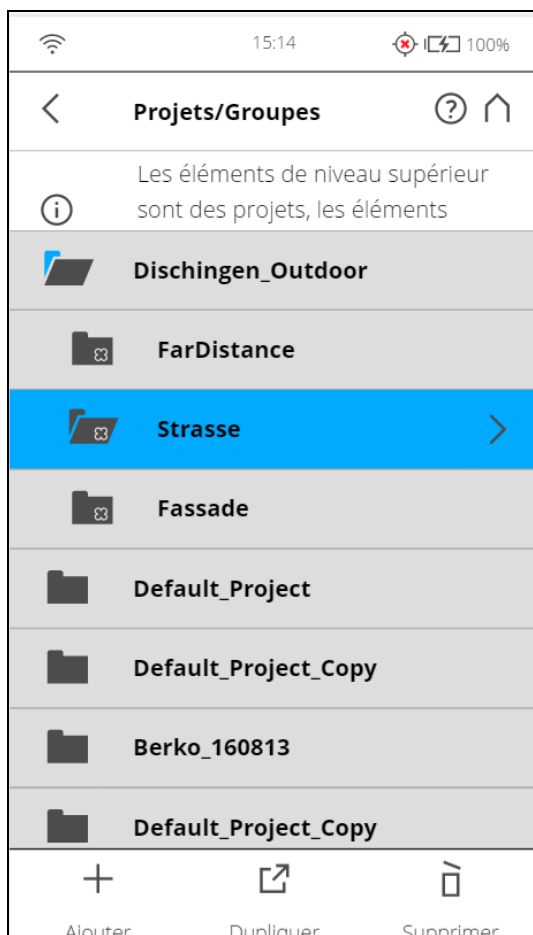 15:14
100%
Projets/Groupes
Les éléments de niveau supérieur
sont des projets, les éléments
Dischingen_Outdoor
FarDistance
Strasse
Fassade
Default_Project
Default_Project_Copy
Berko_160813
Default_Project_Copy
Ajouter Dupliquer Supprimer